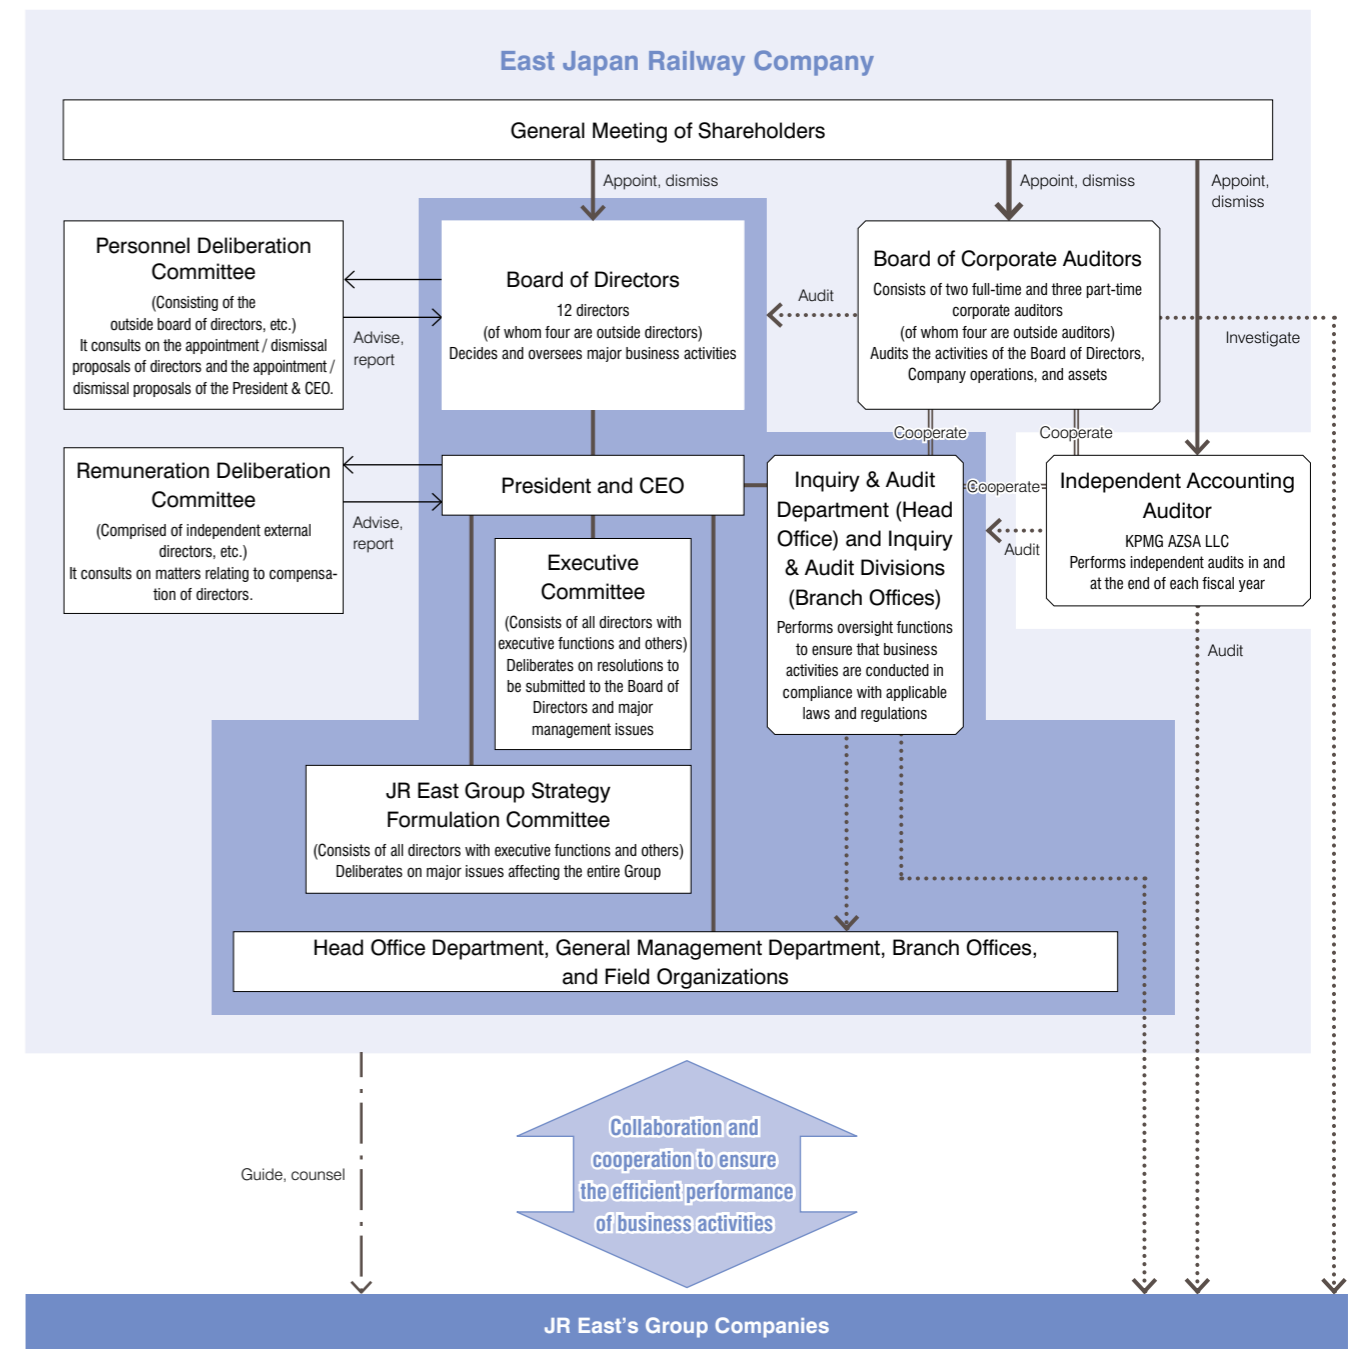 East Japan Railway Company
General Meeting of Shareholders
Appoint, dismiss
Appoint, dismiss
Appoint,
dismiss
Personnel Deliberation
Committee
(Consisting of the
outside board of directors, etc.)
It consults on the appointment / dismissal
proposals of directors and the appointment /
dismissal proposals of the President & CEO.
Advise,
report
Board of Directors
12 directors
(of whom four are outside directors)
Decides and oversees major business activities
Audit
Board of Corporate Auditors
Consists of two full-time and three part-time
corporate auditors
(of whom four are outside auditors)
Audits the activities of the Board of Directors,
Company operations, and assets
Investigate
Cooperate
Cooperate
Remuneration Deliberation
Committee
(Comprised of independent external
directors, etc.)
It consults on matters relating to compensa-
tion of directors.
Advise,
report
President and CEO
Executive
Committee
(Consists of all directors with
executive functions and others)
Deliberates on resolutions to
be submitted to the Board of
Directors and major
management issues
Inquiry & Audit
Department (Head
Office) and Inquiry
& Audit Divisions
(Branch Offices)
Performs oversight functions
to ensure that business
activities are conducted in
compliance with applicable
laws and regulations
Cooperate
Audit
Independent Accounting
Auditor
KPMG AZSA LLC
Performs independent audits in and
at the end of each fiscal year
Audit
JR East Group Strategy
Formulation Committee
(Consists of all directors with executive functions and others)
Deliberates on major issues affecting the entire Group
Head Office Department, General Management Department, Branch Offices,
and Field Organizations
Guide, counsel
Collaboration and
cooperation to ensure
the efficient performance
of business activities
JR East's Group Companies